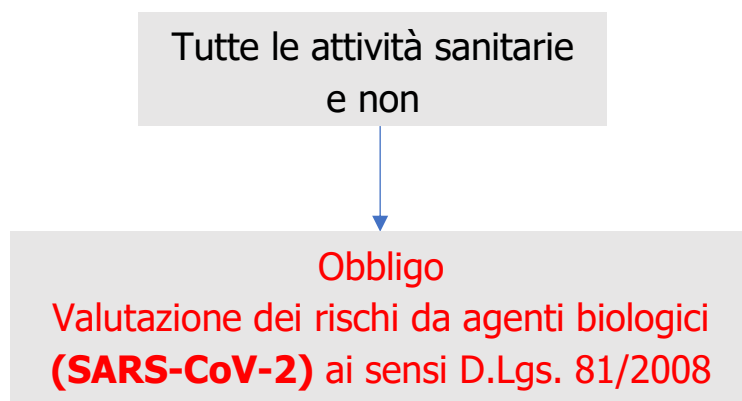 Tutte le attività sanitarie
e non
Obbligo
Valutazione dei rischi da agenti biologici
(SARS-CoV-2) ai sensi D.Lgs. 81/2008